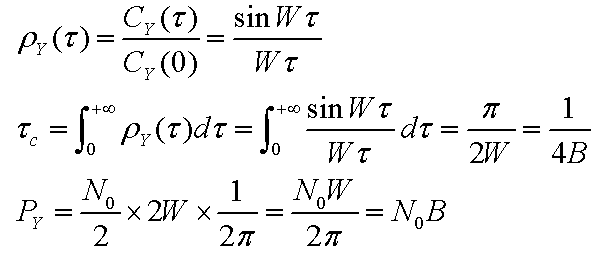 ρ_Y(τ) = C_Y(τ) / C_Y(0) = sin Wτ / Wτ
τ_c = ∫_0^{+∞} ρ_Y(τ)dτ = ∫_0^{+∞} (sin Wτ / Wτ) dτ = π / 2W = 1 / 4B
P_Y = N_0 / 2 × 2W × 1 / 2π = N_0W / 2π = N_0B